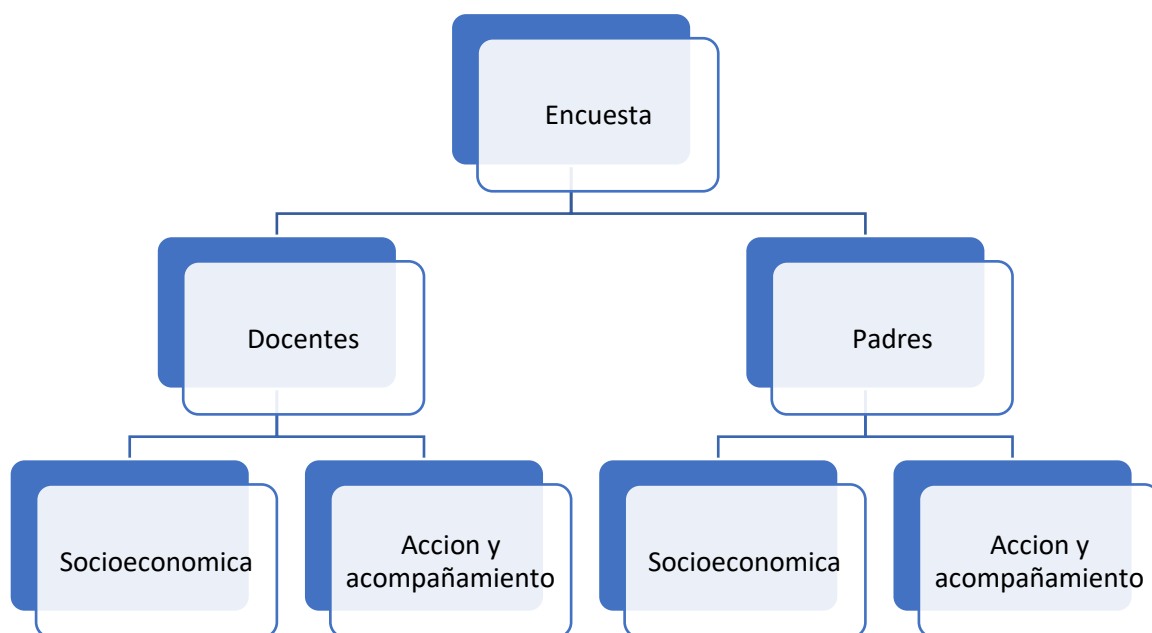 Encuesta
Docentes
Padres
Socioeconomica
Accion y
acompañamiento
Socioeconomica
Accion y
acompañamiento